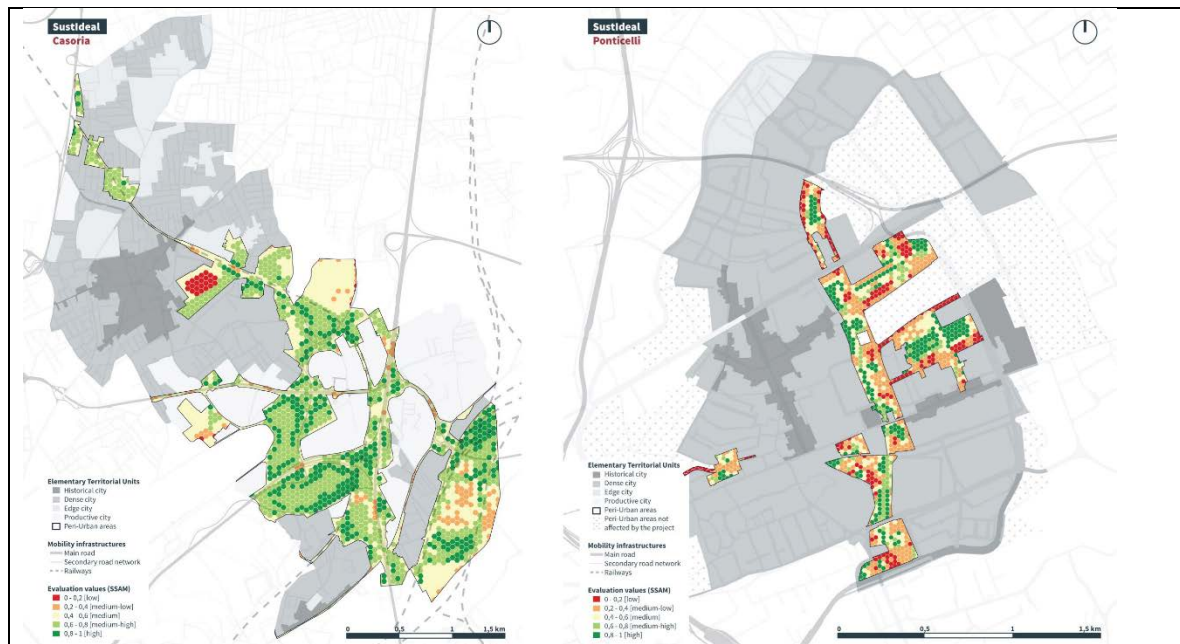 SustIdeal
Casoria
Elementary Territorial Units
Historical city
Dense city
Edge city
Productive city
Peri-Urban areas
Mobility infrastructures
Main road
Secondary road network
Railways
Evaluation values (SSAM)
0 - 0,2 [low]
0,2 - 0,4 [medium-low]
0,4 - 0,6 [medium]
0,6 - 0,8 [medium-high]
0,8 - 1 [high]
0 0,5 1 1,5 km
SustIdeal
Ponticelli
Elementary Territorial Units
Historical city
Dense city
Edge city
Productive city
Peri-Urban areas
Peri-Urban areas not
affected by the project
Mobility infrastructures
Main road
Secondary road network
Railways
Evaluation values (SSAM)
0 - 0,2 [low]
0,2 - 0,4 [medium-low]
0,4 - 0,6 [medium]
0,6 - 0,8 [medium-high]
0,8 - 1 [high]
0 0,5 1 1,5 km